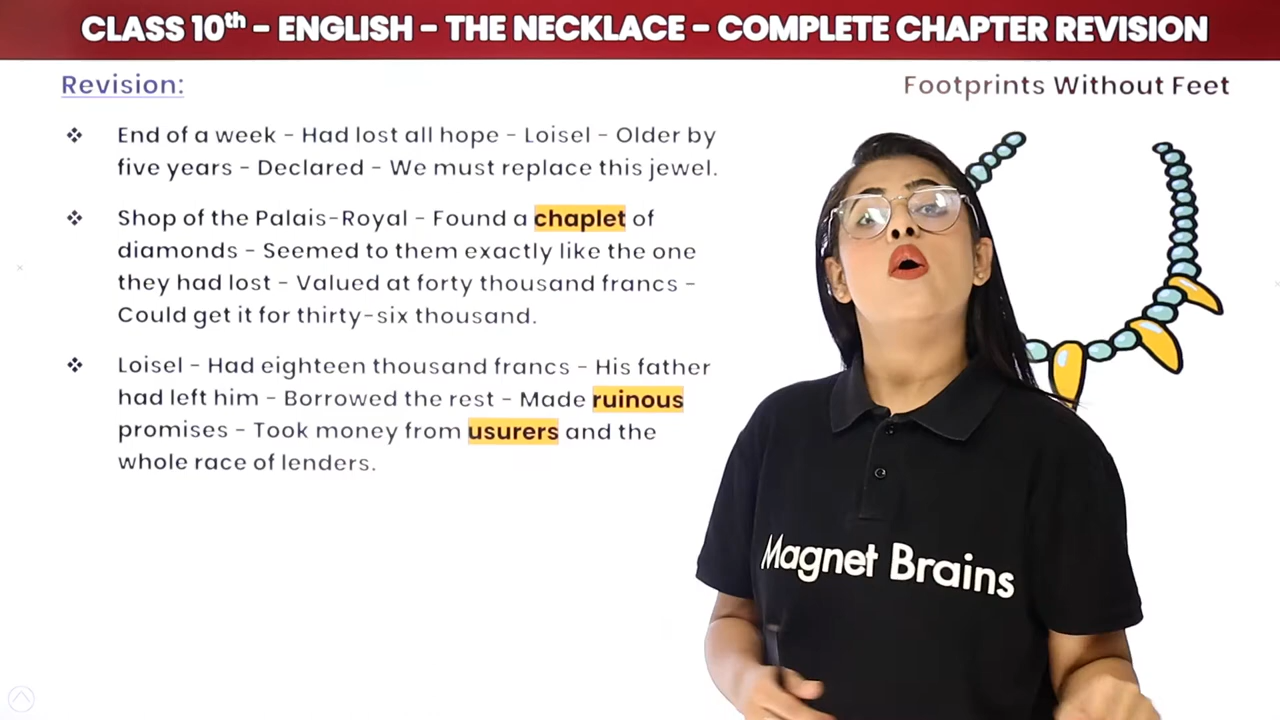 CLASS 10th - ENGLISH - THE NECKLACE - COMPLETE CHAPTER REVISION
Revision:
Footprints Without Feet
❖ End of a week - Had lost all hope - Loisel - Older by
five years - Declared - We must replace this jewel.
❖ Shop of the Palais-Royal - Found a chaplet of
diamonds - Seemed to them exactly like the one
they had lost - Valued at forty thousand francs -
Could get it for thirty-six thousand.
❖ Loisel - Had eighteen thousand francs - His father
had left him - Borrowed the rest - Made ruinous
promises - Took money from usurers and the
whole race of lenders.
Magnet Brains